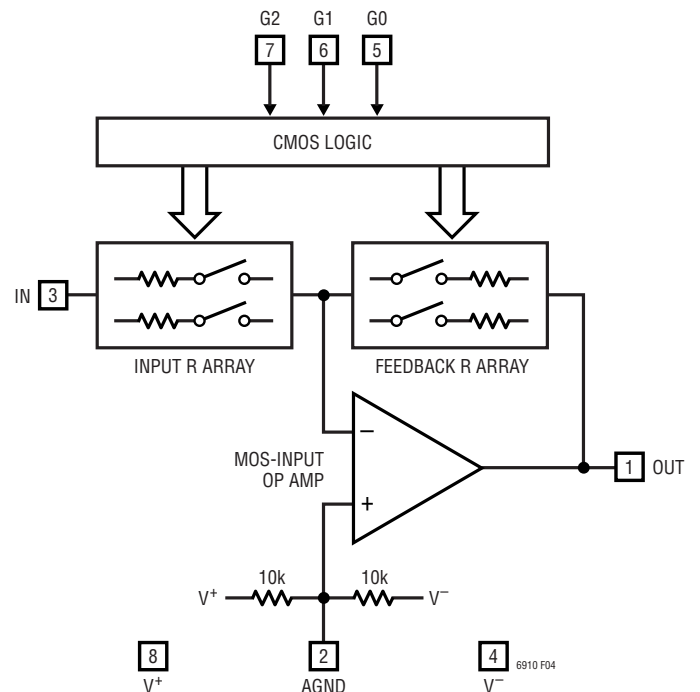 G2 G1 G0
7 6 5
CMOS LOGIC
IN 3
INPUT R ARRAY FEEDBACK R ARRAY
MOS-INPUT
OP AMP
−
+
1 OUT
10k 10k
V⁺ V⁻
8 2 4 6910 F04
V⁺ AGND V⁻